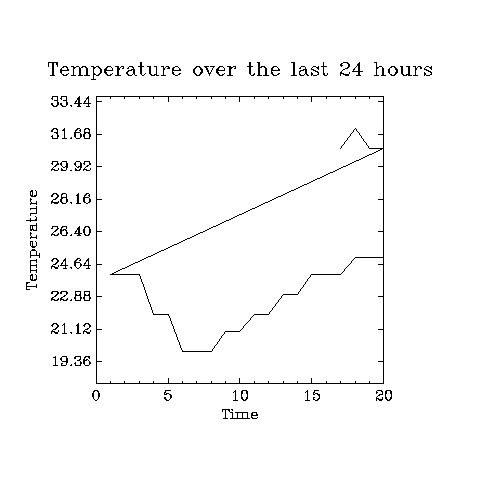 Temperature over the last 24 hours
33.44
31.68
29.92
28.16
26.40
24.64
22.88
21.12
19.36
Temperature
0 5 10 15 20
Time